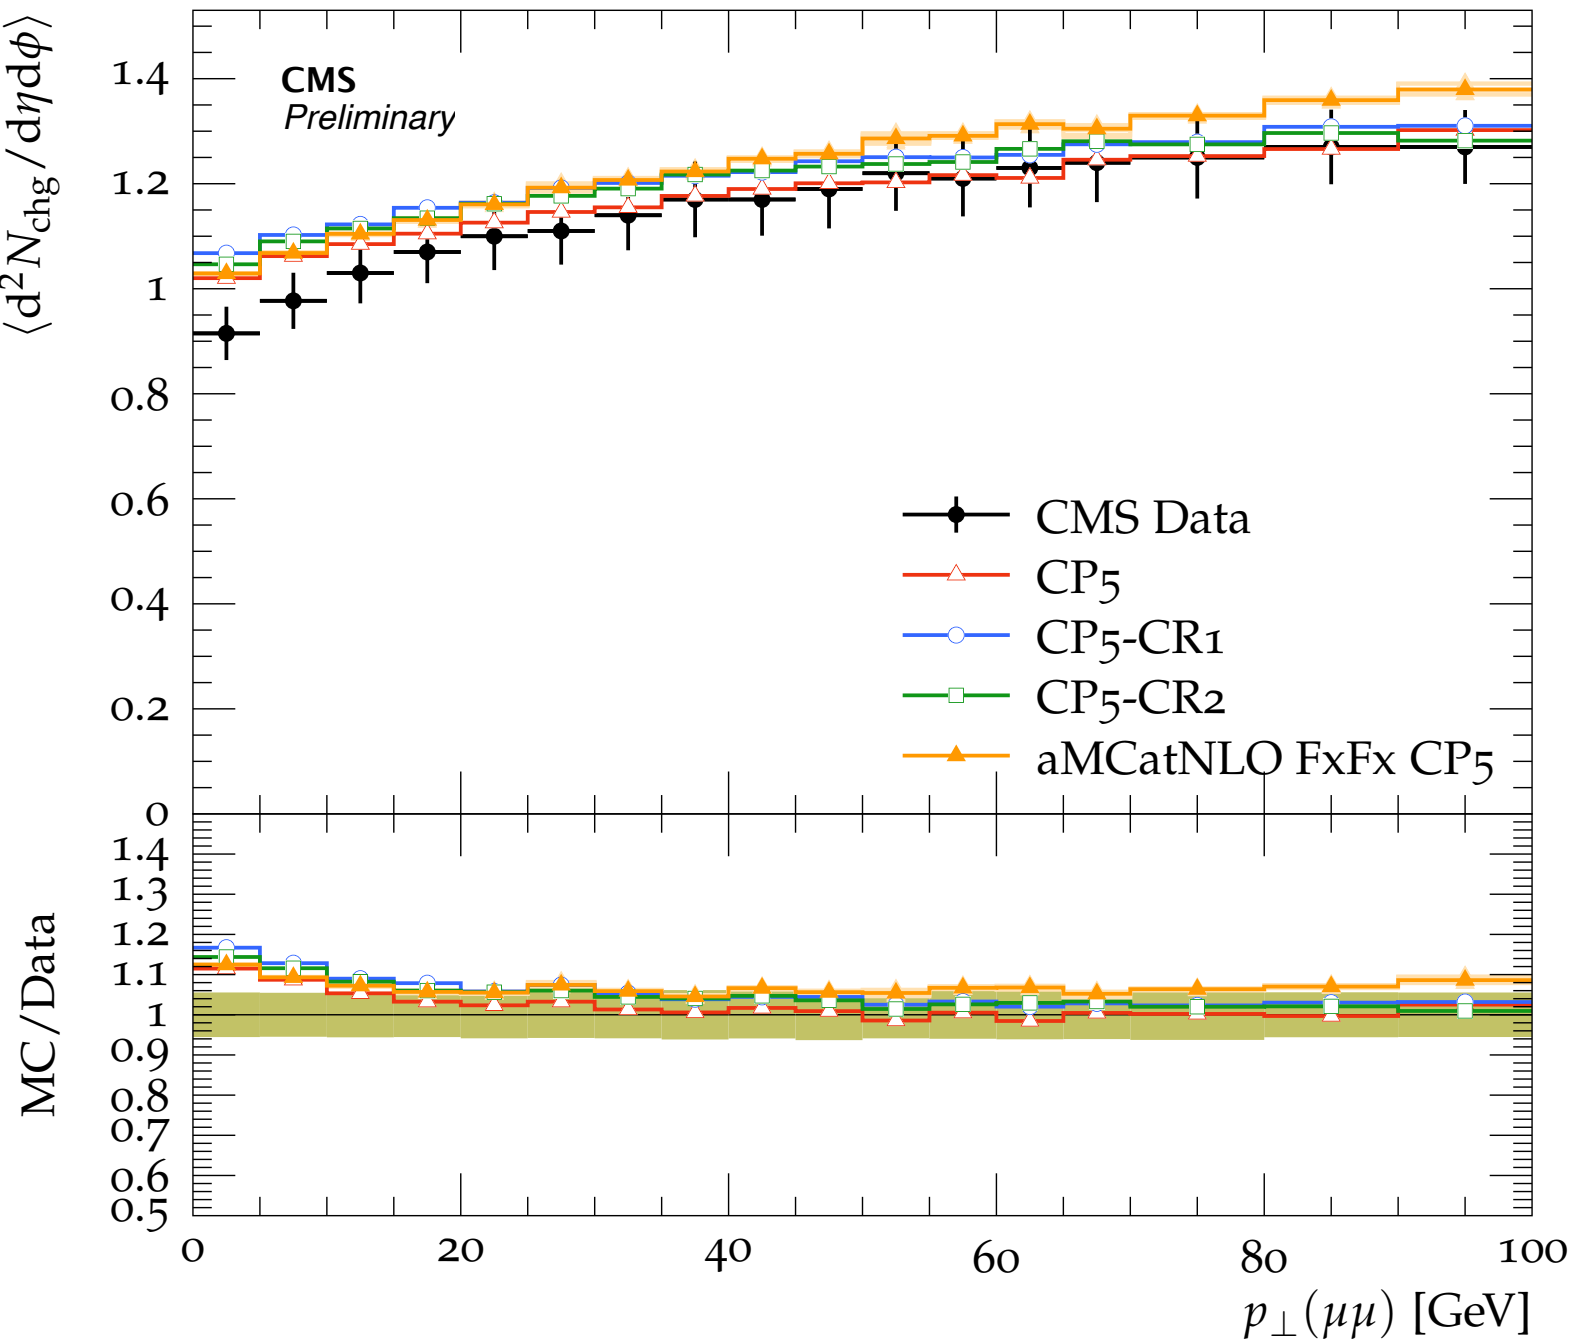 ⟨d²N_chg/dηdϕ⟩
CMS
Preliminary
1.4
1.2
1
0.8
0.6
0.4
0.2
0
CMS Data
CP5
CP5-CR1
CP5-CR2
aMCatNLO FxFx CP5
MC/Data
1.4
1.3
1.2
1.1
1
0.9
0.8
0.7
0.6
0.5
0 20 40 60 80 100
p_⊥(μμ) [GeV]